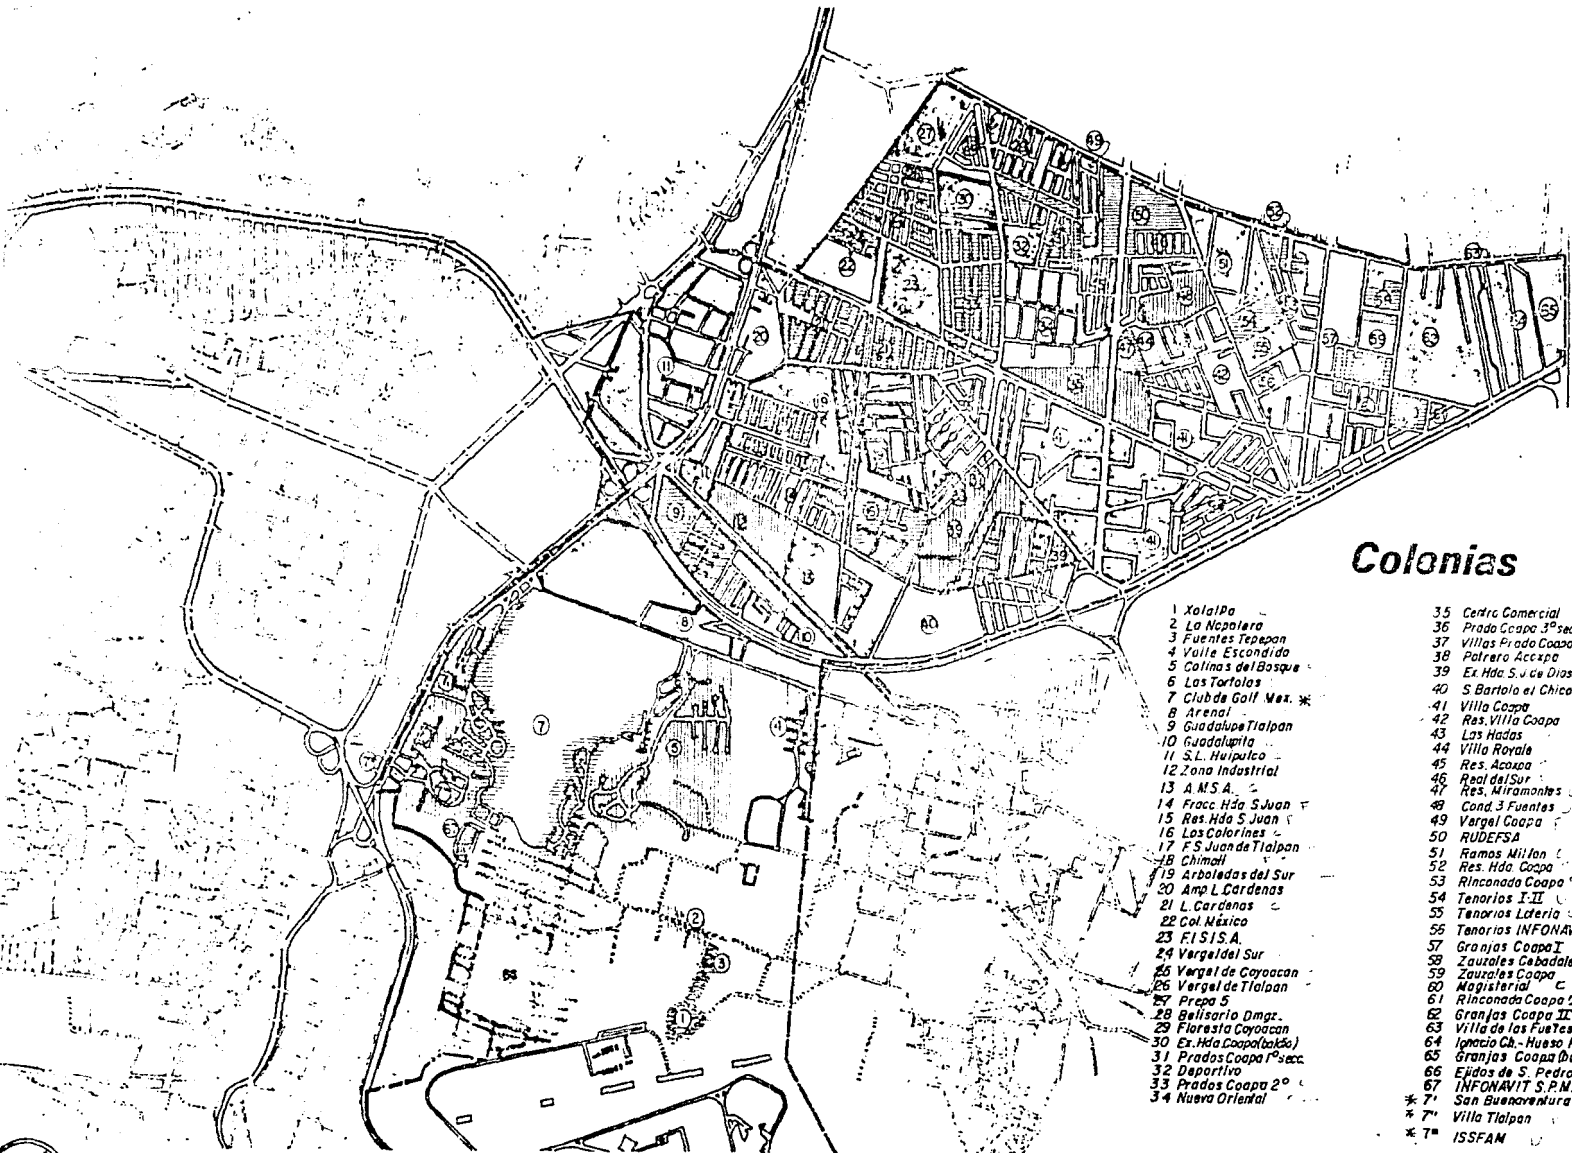 Colonias
1 Xalalpa
2 La Nopalera
3 Fuentes Tepepan
4 Valle Escondido
5 Colinas del Bosque
6 Las Tortolas
7 Club de Golf Mex. *
8 Arenal
9 Guadalupe Tlalpan
10 Guadalupita
11 S.L. Huipulco
12 Zona Industrial
13 A.M.S.A.
14 Fracc Hda S Juan
15 Res. Hda S Juan
16 Los Colorines
17 F S Juan de Tlalpan
18 Chimali
19 Arboledas del Sur
20 Amp L. Cardenas
21 L. Cardenas
22 Col. México
23 F.I.S.I.S.A.
24 Vergel del Sur
25 Vergel de Coyoacan
26 Vergel de Tlalpan
27 Prepa 5
28 Belisario Dmgz.
29 Floresta Coyoacan
30 Ex. Hda. Coapa (baldío)
31 Prados Coapa 1ª secc.
32 Deportivo
33 Prados Coapa 2º
34 Nueva Oriental
35 Centro Comercial
36 Prado Coapa 3º sec
37 Villas Prado Coapa
38 Potrero Acoxpa
39 Ex. Hda. S.J. de Dios
40 S Bartolo el Chico
41 Villa Coapa
42 Res. Villa Coapa
43 Las Hadas
44 Villa Royale
45 Res. Acoxpa
46 Real del Sur
47 Res. Miramontes
48 Cond. 3 Fuentes
49 Vergel Coapa
50 RUDEFSA
51 Ramos Millan
52 Res. Hda. Coapa
53 Rinconada Coapa
54 Tenorios I-II
55 Tenorios Loteria
56 Tenorios INFONAV
57 Granjas Coapa I
58 Zauzales Cebadale
59 Zauzales Coapa
60 Magisterial
61 Rinconada Coapa
62 Granjas Coapa II
63 Villa de los Fuetes
64 Ignacio Ch.- Hueso
65 Granjas Coapa
66 Ejidos de S. Pedro
67 INFONAVIT S.P.M.
* 7' San Buenaventura
* 7" Villa Tlalpan
* 7"' ISSFAM